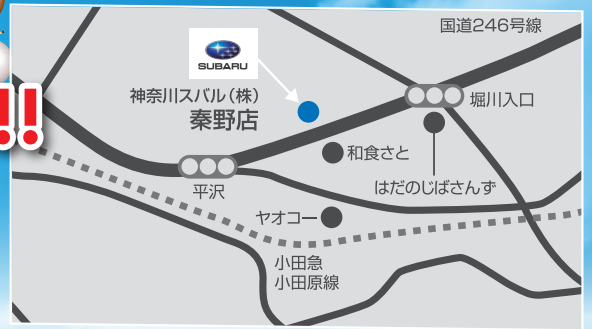 国道246号線
SUBARU
神奈川スバル(株)
秦野店
堀川入口
!!
和食さと
はだのじばさんず
平沢
ヤオコー
小田急
小田原線